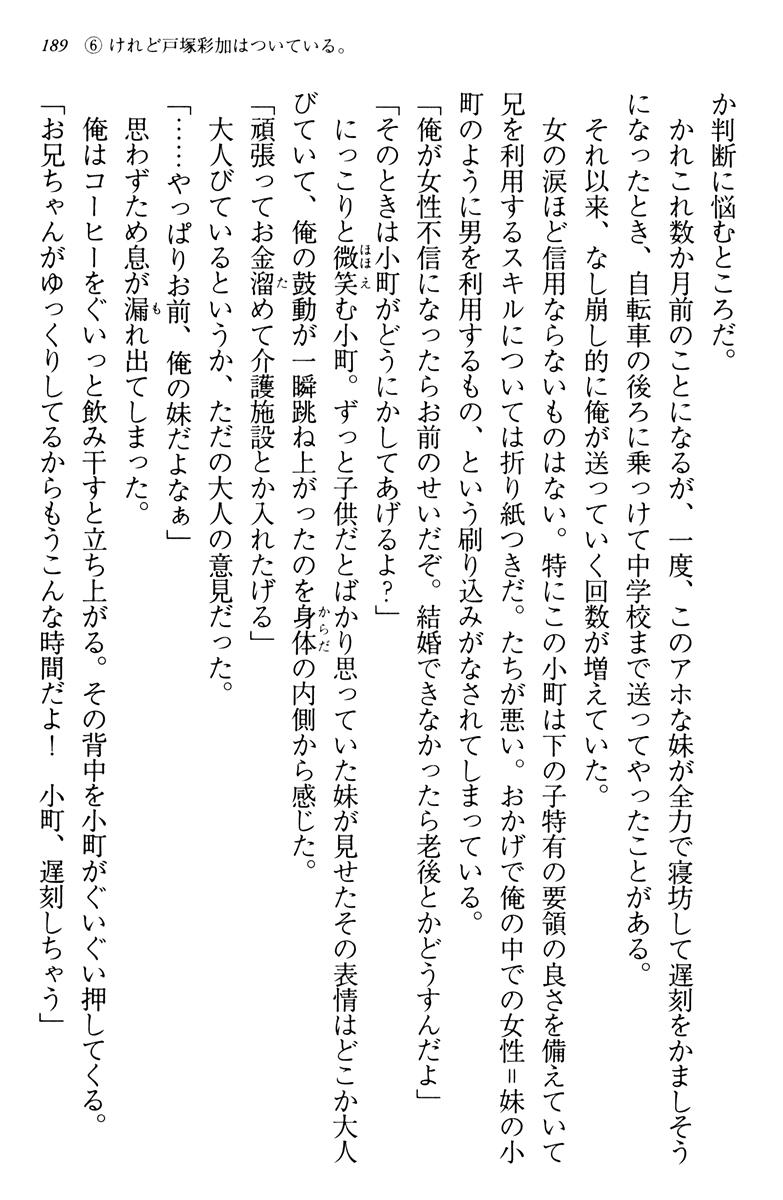 189 ⑥けれど戸塚彩加はついている。
か判断に悩むところだ。
　かれこれ数か月前のことになるが、一度、このアホな妹が全力で寝坊して遅刻をかましそう
になったとき、自転車の後ろに乗っけて中学校まで送ってやったことがある。
　それ以来、なし崩し的に俺が送っていく回数が増えていた。
　女の涙ほど信用ならないものはない。特にこの小町は下の子特有の要領の良さを備えていて
兄を利用するスキルについては折り紙つきだ。たちが悪い。おかげで俺の中での女性＝妹の小
町のように男を利用するもの、という刷り込みがなされてしまっている。
「俺が女性不信になったらお前のせいだぞ。結婚できなかったら老後とかどうすんだよ」
「そのときは小町がどうにかしてあげるよ？」
　にっこりと微笑む小町。ずっと子供だとばかり思っていた妹が見せたその表情はどこか大人
びていて、俺の鼓動が一瞬跳ね上がったのを身体の内側から感じた。
「頑張ってお金溜めて介護施設とか入れたげる」
　大人びているというか、ただの大人の意見だった。
「……やっぱりお前、俺の妹だよなぁ」
　思わずため息が漏れ出てしまった。
　俺はコーヒーをぐいっと飲み干すと立ち上がる。その背中を小町がぐいぐい押してくる。
「お兄ちゃんがゆっくりしてるからもうこんな時間だよ！　小町、遅刻しちゃう」